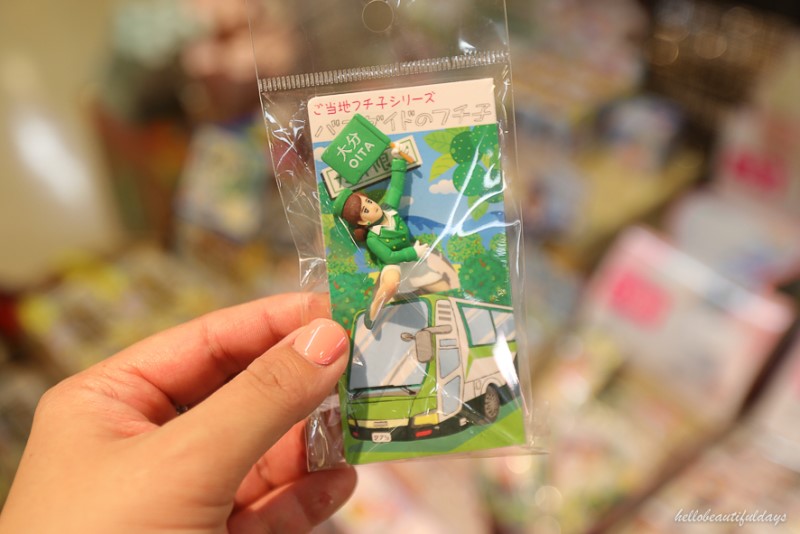 ご当地フチ子シリーズ
バスガイドのフチ子
大分
OITA
hellobeautifuldays